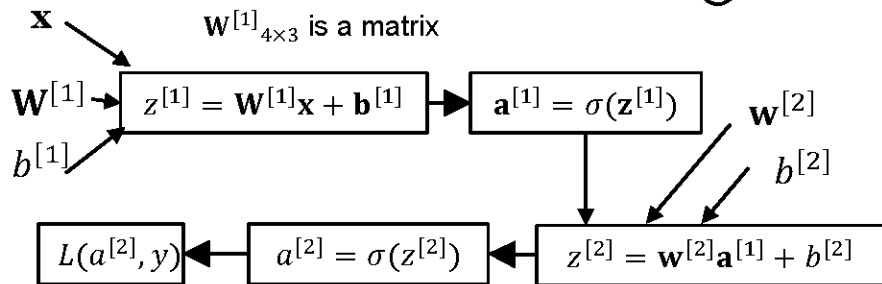 𝐱
𝐖^{[1]}_{4×3} is a matrix
𝐖^{[1]}
b^{[1]}
z^{[1]} = 𝐖^{[1]}𝐱 + 𝐛^{[1]}
𝐚^{[1]} = σ(𝐳^{[1]})
𝐰^{[2]}
b^{[2]}
L(a^{[2]}, y)
a^{[2]} = σ(z^{[2]})
z^{[2]} = 𝐰^{[2]}𝐚^{[1]} + b^{[2]}